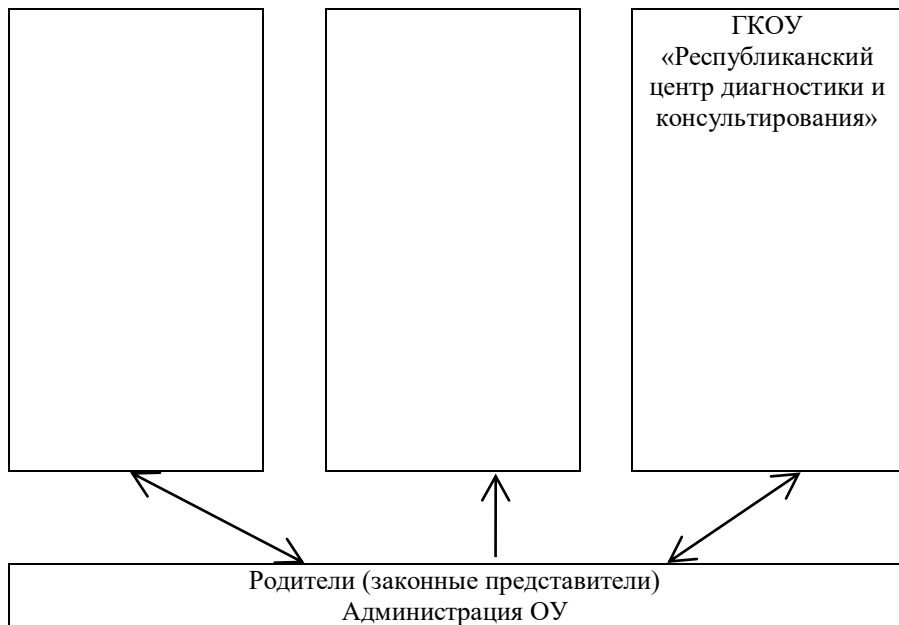 ГКОУ
«Республиканский
центр диагностики и
консультирования»
Родители (законные представители)
Администрация ОУ